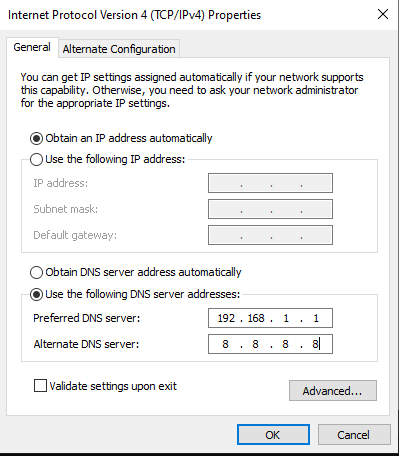 Internet Protocol Version 4 (TCP/IPv4) Properties
General
Alternate Configuration
You can get IP settings assigned automatically if your network supports
this capability. Otherwise, you need to ask your network administrator
for the appropriate IP settings.
Obtain an IP address automatically
Use the following IP address:
IP address: . . .
Subnet mask: . . .
Default gateway: . . .
Obtain DNS server address automatically
Use the following DNS server addresses:
Preferred DNS server: 192 . 168 . 1 . 1
Alternate DNS server: 8 . 8 . 8 . 8
Validate settings upon exit
Advanced...
OK
Cancel